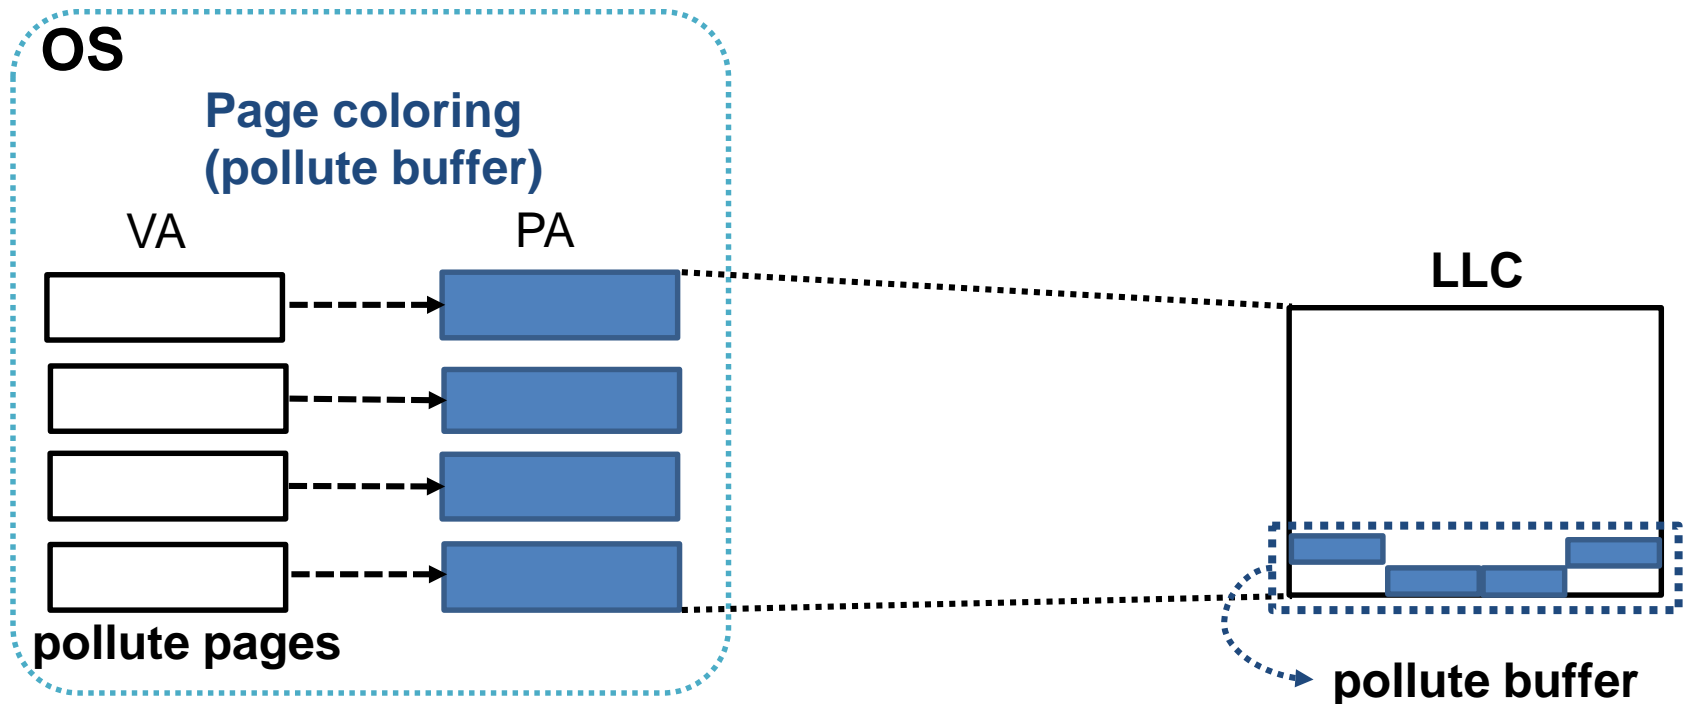 OS
Page coloring
(pollute buffer)
VA
PA
LLC
pollute pages
pollute buffer